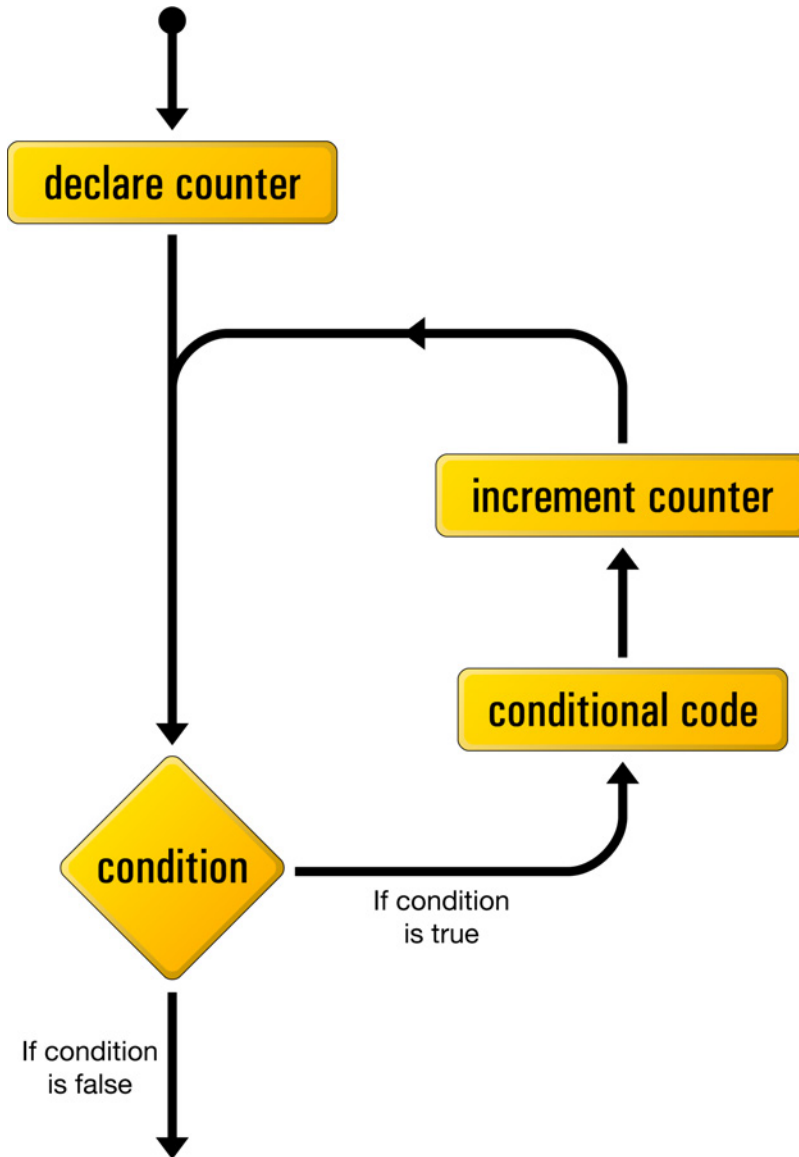 declare counter
increment counter
conditional code
condition
If condition
is true
If condition
is false